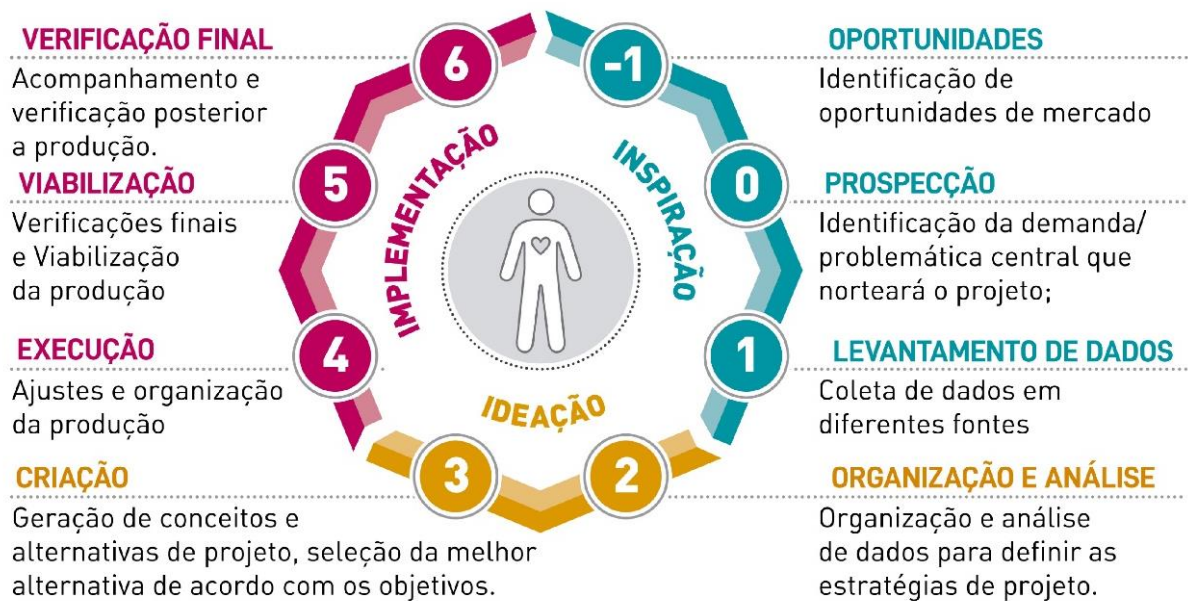 OPORTUNIDADES
Identificação de
oportunidades de mercado
-1
PROSPECÇÃO
Identificação da demanda/
problemática central que
norteará o projeto;
0
LEVANTAMENTO DE DADOS
Coleta de dados em
diferentes fontes
1
INSPIRAÇÃO
ORGANIZAÇÃO E ANÁLISE
Organização e análise
de dados para definir as
estratégias de projeto.
2
CRIAÇÃO
Geração de conceitos e
alternativas de projeto, seleção da melhor
alternativa de acordo com os objetivos.
3
IDEAÇÃO
EXECUÇÃO
Ajustes e organização
da produção
4
VIABILIZAÇÃO
Verificações finais
e Viabilização
da produção
5
VERIFICAÇÃO FINAL
Acompanhamento e
verificação posterior
a produção.
6
IMPLEMENTAÇÃO